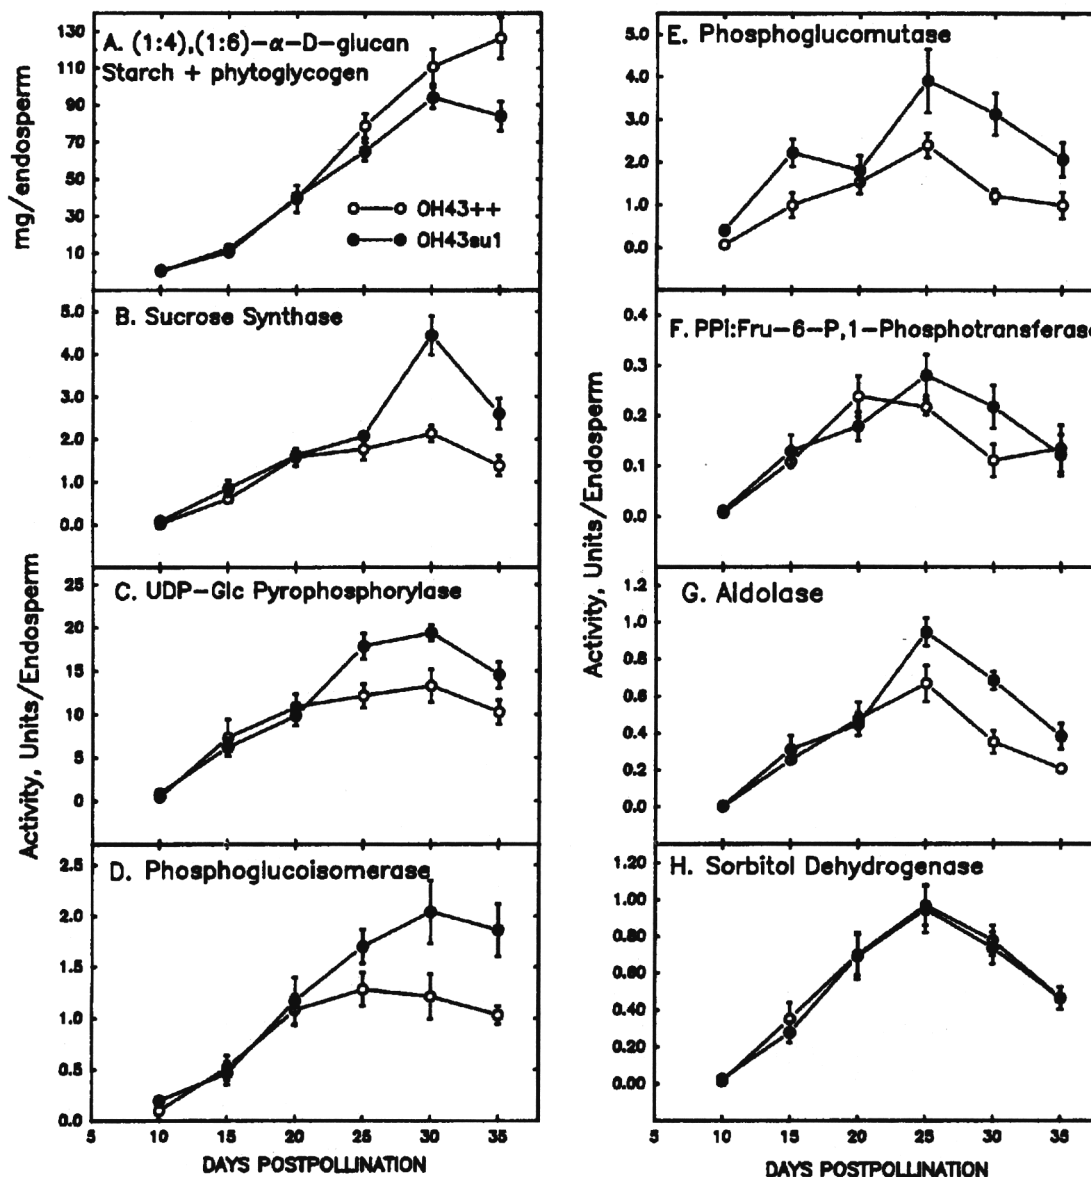 A. (1:4),(1:6)-α-D-glucan
Starch + phytoglycogen
130
110
90
70
50
30
10
mg/endosperm
OH43++
OH43su1
B. Sucrose Synthase
5.0
4.0
3.0
2.0
1.0
0.0
C. UDP-Glc Pyrophosphorylase
25
20
15
10
5
0
Activity, Units/Endosperm
D. Phosphoglucoisomerase
2.5
2.0
1.5
1.0
0.5
0.0
5 10 15 20 25 30 35
DAYS POSTPOLLINATION
E. Phosphoglucomutase
5.0
4.0
3.0
2.0
1.0
0.0
F. PPi:Fru-6-P,1-Phosphotransferase
0.4
0.3
0.2
0.1
0.0
Activity, Units/Endosperm
G. Aldolase
1.2
1.0
0.8
0.6
0.4
0.2
0.0
H. Sorbitol Dehydrogenase
1.20
1.00
0.80
0.60
0.40
0.20
0.00
5 10 15 20 25 30 35
DAYS POSTPOLLINATION